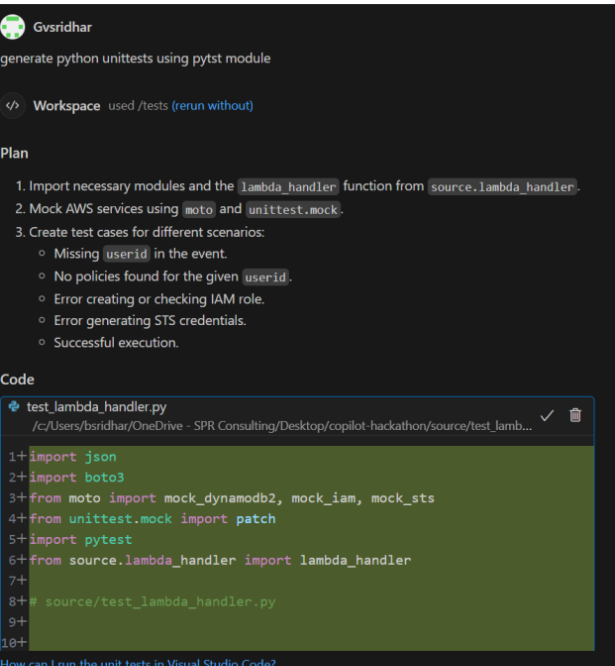 Gvsridhar
generate python unittests using pytst module
</> Workspace used /tests (rerun without)
Plan
1. Import necessary modules and the lambda_handler function from source.lambda_handler.
2. Mock AWS services using moto and unittest.mock.
3. Create test cases for different scenarios:
Missing userid in the event.
No policies found for the given userid.
Error creating or checking IAM role.
Error generating STS credentials.
Successful execution.
Code
test_lambda_handler.py
/c:/Users/bsridhar/OneDrive - SPR Consulting/Desktop/copilot-hackathon/source/test_lamb...
1+ import json
2+ import boto3
3+ from moto import mock_dynamodb2, mock_iam, mock_sts
4+ from unittest.mock import patch
5+ import pytest
6+ from source.lambda_handler import lambda_handler
7+
8+ # source/test_lambda_handler.py
9+
10+
How can I run the unit tests in Visual Studio Code?